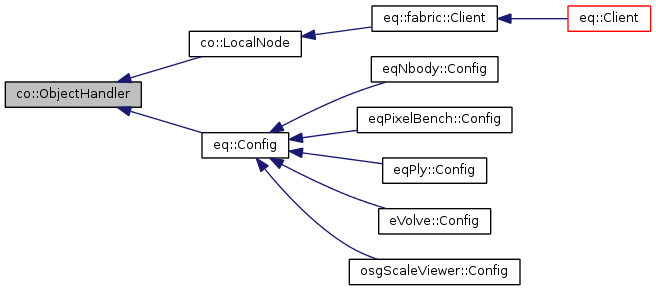 co::ObjectHandler
co::LocalNode
eq::fabric::Client
eq::Client
eq::Config
eqNbody::Config
eqPixelBench::Config
eqPly::Config
eVolve::Config
osgScaleViewer::Config